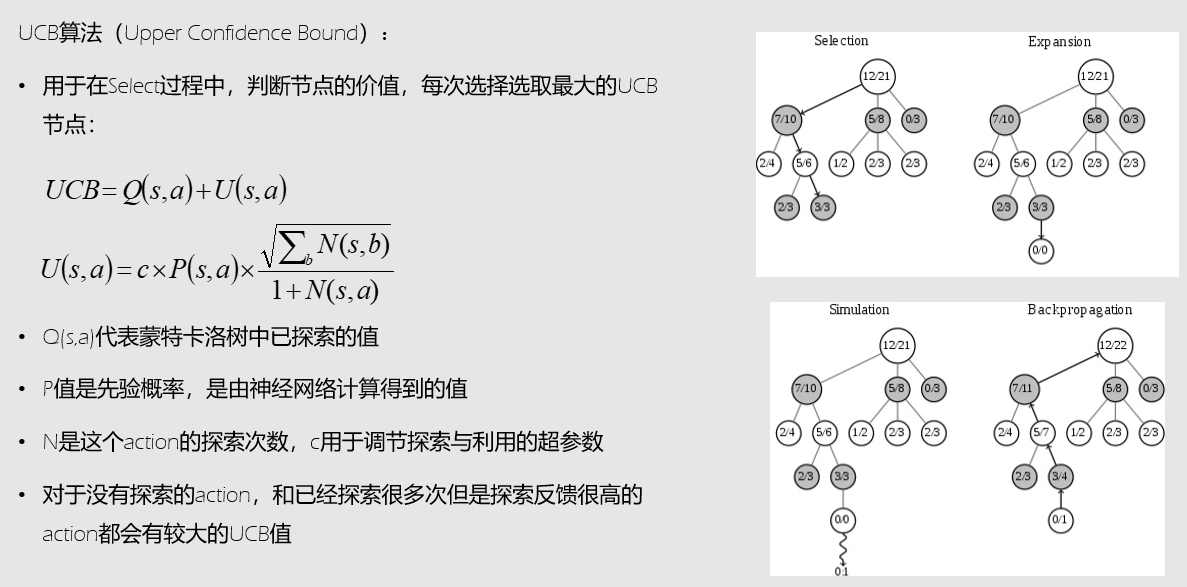 UCB算法（Upper Confidence Bound）：
• 用于在Select过程中，判断节点的价值，每次选择选取最大的UCB
节点：
UCB=Q(s,a)+U(s,a)
U(s,a)=c×P(s,a)×√∑_b N(s,b) / 1+N(s,a)
• Q(s,a)代表蒙特卡洛树中已探索的值
• P值是先验概率，是由神经网络计算得到的值
• N是这个action的探索次数，c用于调节探索与利用的超参数
• 对于没有探索的action，和已经探索很多次但是探索反馈很高的
action都会有较大的UCB值
Selection
12/21
7/10 5/8 0/3
2/4 5/6 1/2 2/3 2/3
2/3 3/3
Expansion
12/21
7/10 5/8 0/3
2/4 5/6 1/2 2/3 2/3
2/3 3/3
0/0
Simulation
12/21
7/10 5/8 0/3
2/4 5/6 1/2 2/3 2/3
2/3 3/3
0/0
0:1
Backpropagation
12/22
7/11 5/8 0/3
2/4 5/7 1/2 2/3 2/3
2/3 3/4
0/1